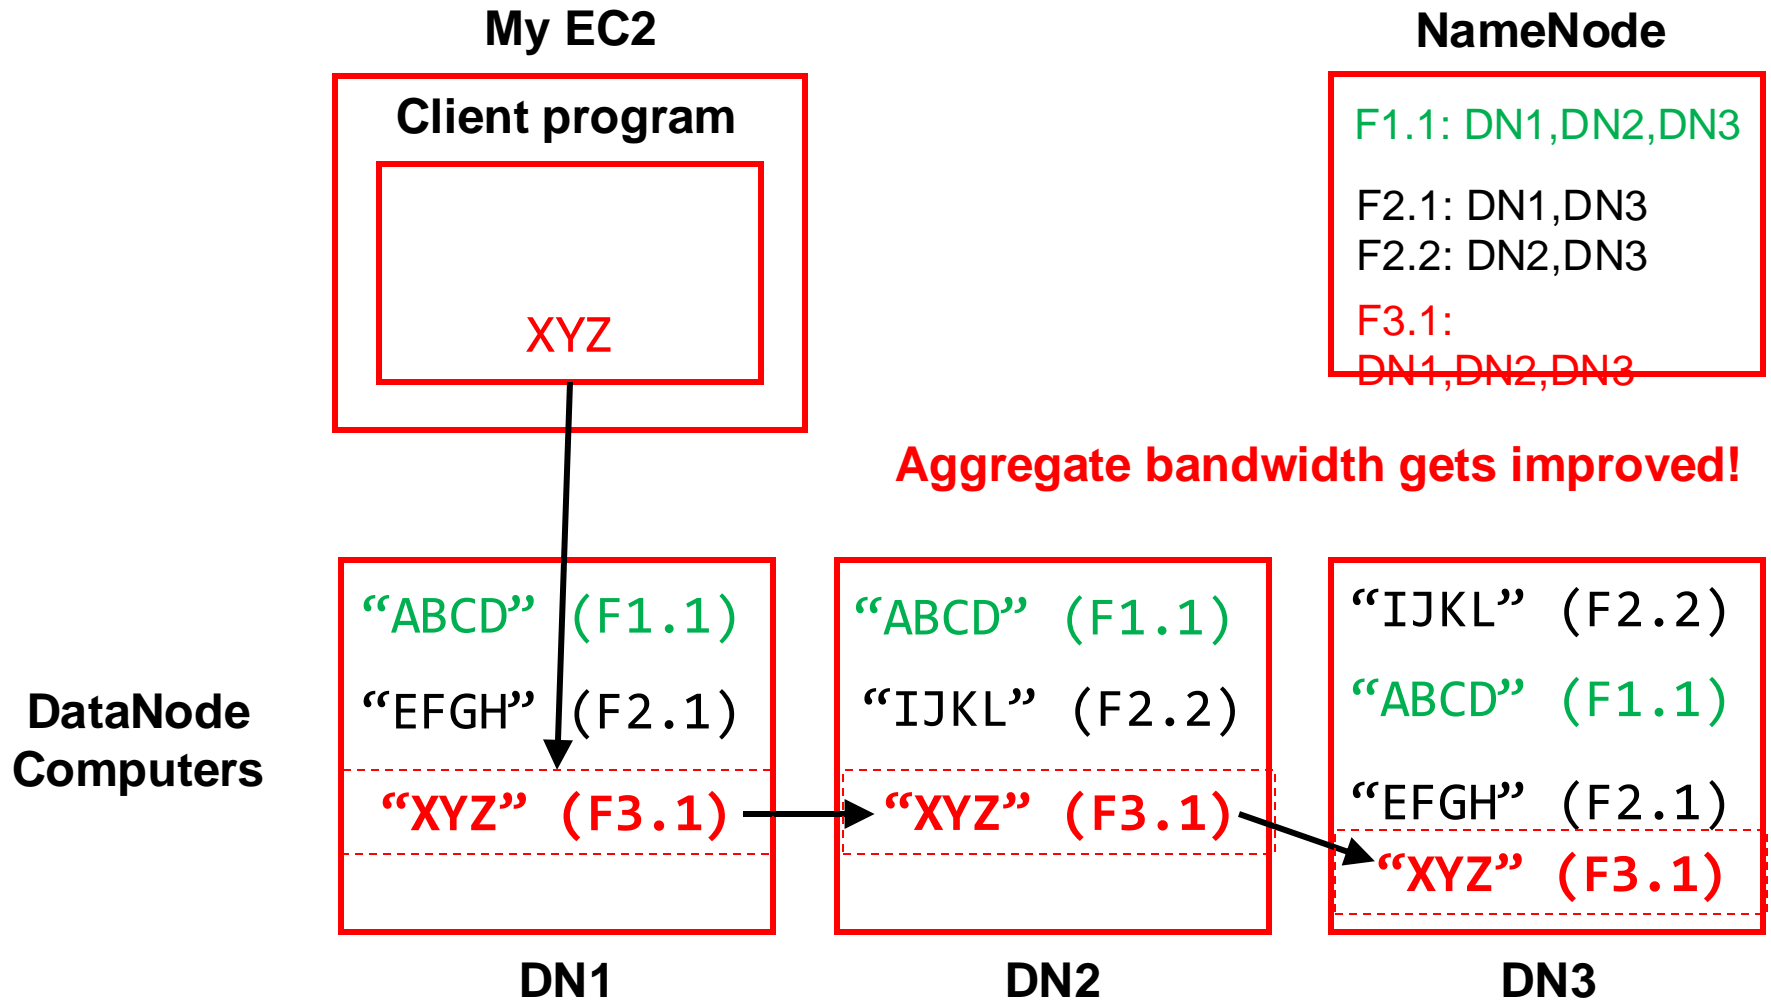 My EC2
Client program
XYZ
NameNode
F1.1: DN1,DN2,DN3
F2.1: DN1,DN3
F2.2: DN2,DN3
F3.1:
DN1,DN2,DN3
Aggregate bandwidth gets improved!
DataNode
Computers
“ABCD” (F1.1)
“EFGH” (F2.1)
“XYZ” (F3.1)
DN1
“ABCD” (F1.1)
“IJKL” (F2.2)
“XYZ” (F3.1)
DN2
“IJKL” (F2.2)
“ABCD” (F1.1)
“EFGH” (F2.1)
“XYZ” (F3.1)
DN3